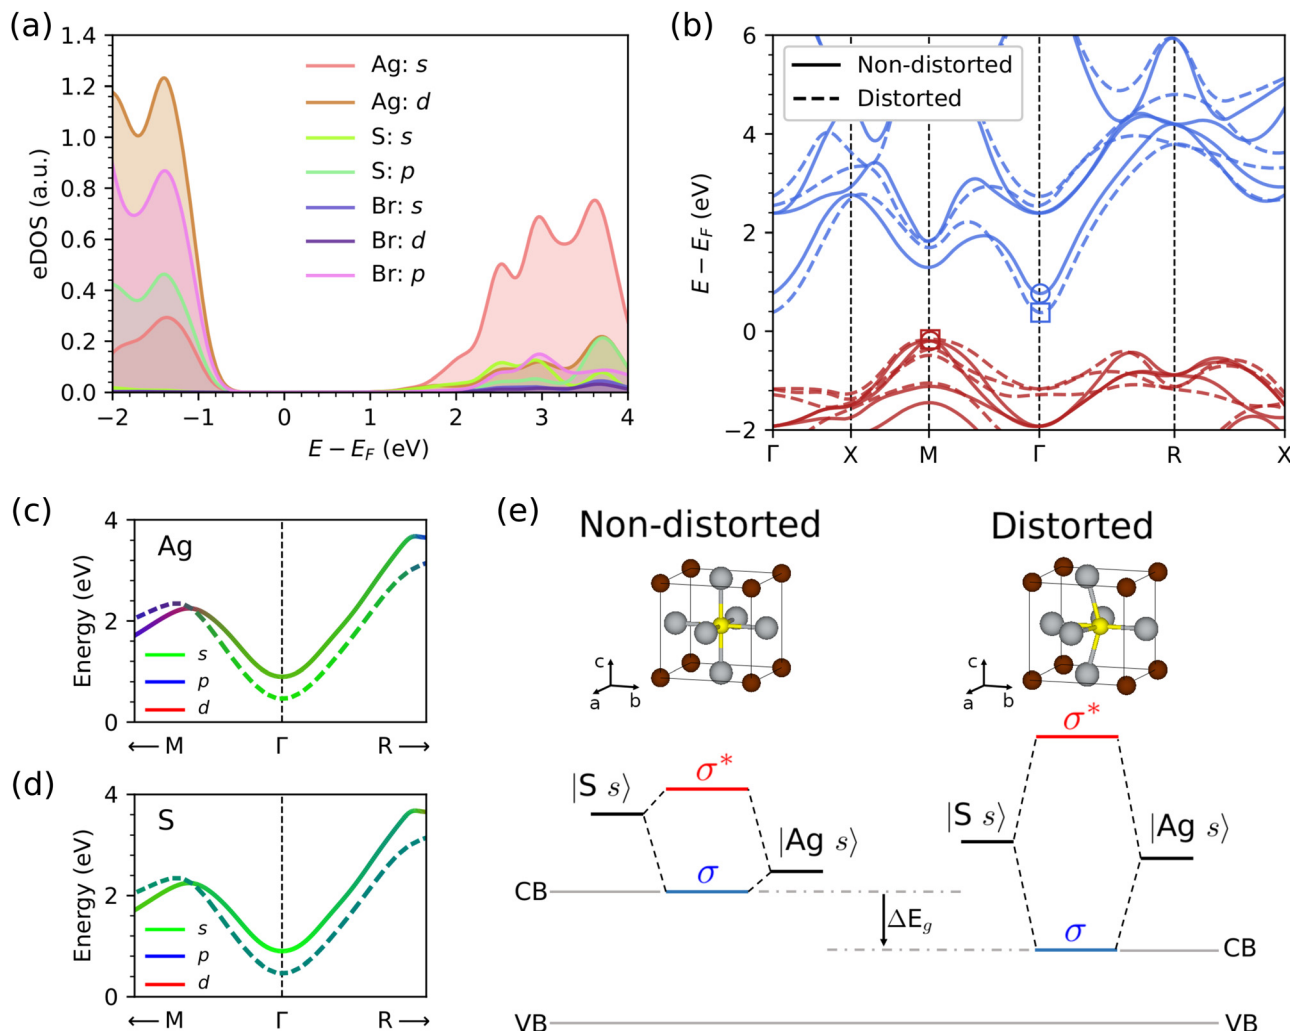 (a)
1.4
1.2
1.0
0.8
0.6
0.4
0.2
0.0
eDOS (a.u.)
Ag: s
Ag: d
S: s
S: p
Br: s
Br: d
Br: p
−2 −1 0 1 2 3 4
E − E_F (eV)
(b)
6
4
2
0
−2
E − E_F (eV)
Non-distorted
Distorted
Γ X M Γ R X
(c)
4
2
0
Energy (eV)
Ag
s
p
d
⟵ M Γ R ⟶
(d)
4
2
0
Energy (eV)
S
s
p
d
⟵ M Γ R ⟶
(e)
Non-distorted Distorted
c
a b
c
a b
σ*
|S s⟩
|Ag s⟩
σ
CB
ΔE_g
σ*
|S s⟩
|Ag s⟩
σ
CB
VB VB